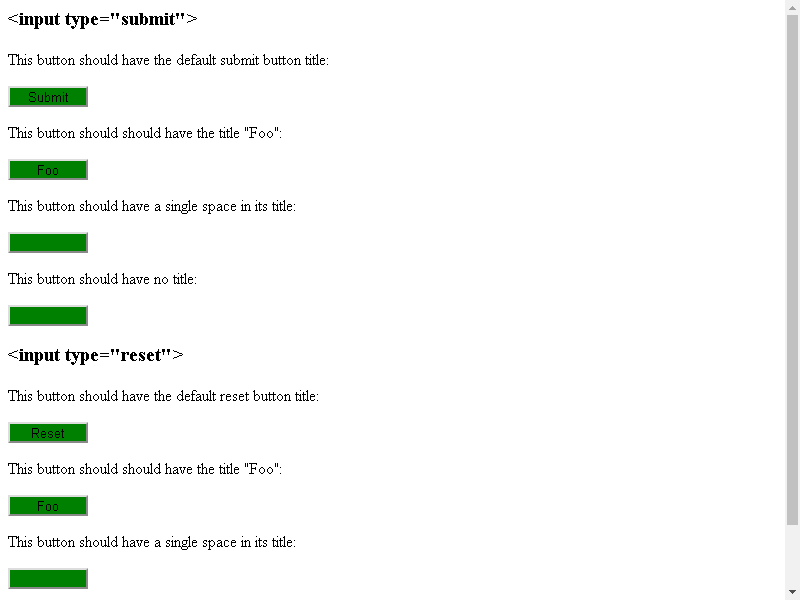 <input type="submit">
This button should have the default submit button title:
Submit
This button should should have the title "Foo":
Foo
This button should have a single space in its title:
This button should have no title:
<input type="reset">
This button should have the default reset button title:
Reset
This button should should have the title "Foo":
Foo
This button should have a single space in its title: